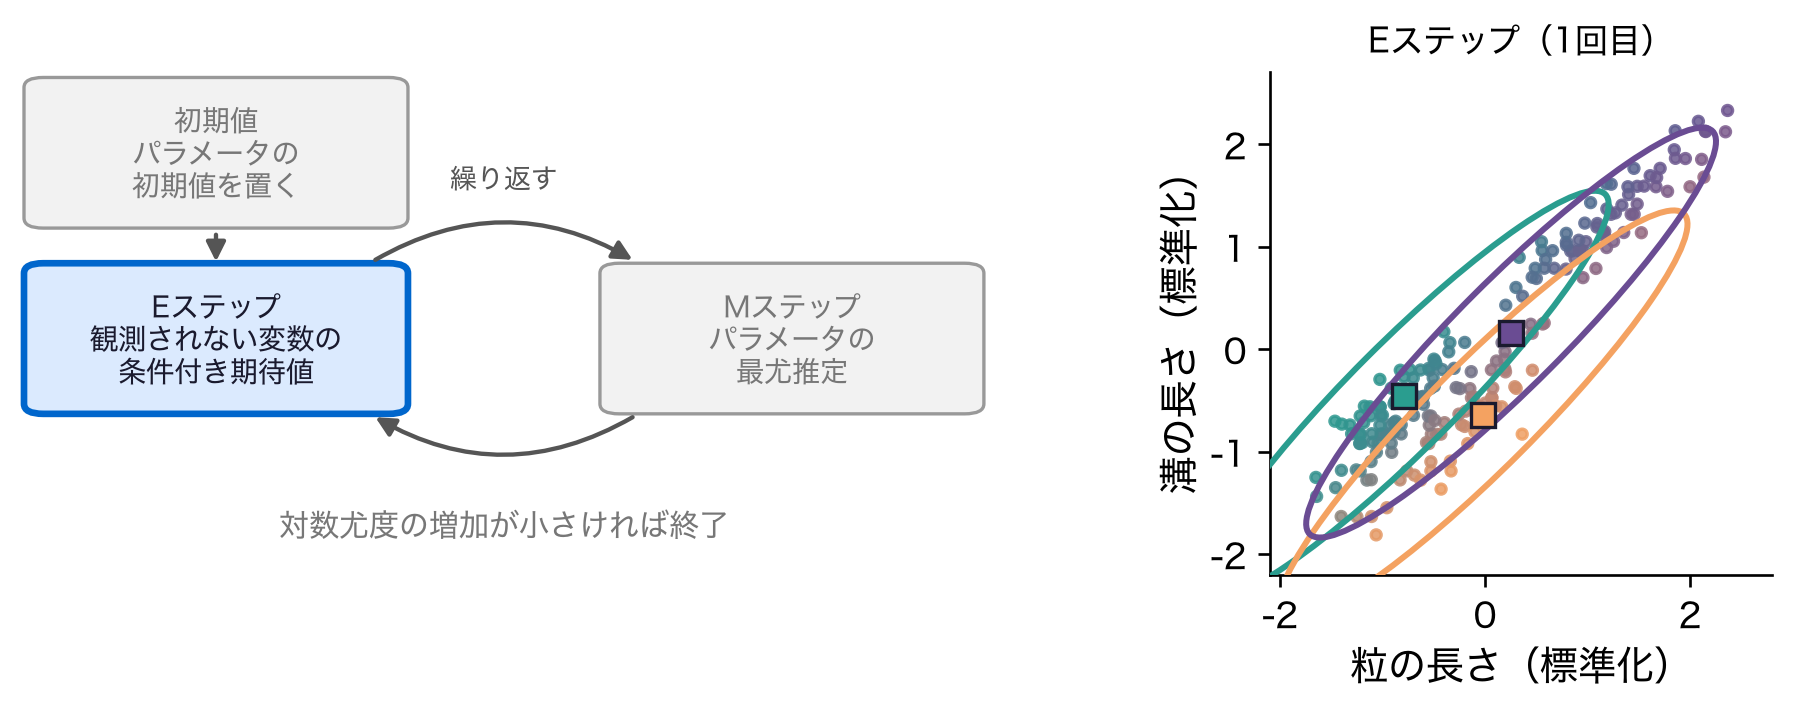 初期値
パラメータの
初期値を置く
繰り返す
Eステップ
観測されない変数の
条件付き期待値
Mステップ
パラメータの
最尤推定
対数尤度の増加が小さければ終了
Eステップ（1回目）
溝の長さ（標準化）
2
1
0
-1
-2
-2
0
2
粒の長さ（標準化）